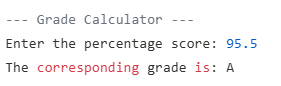 --- Grade Calculator ---
Enter the percentage score: 95.5
The corresponding grade is: A